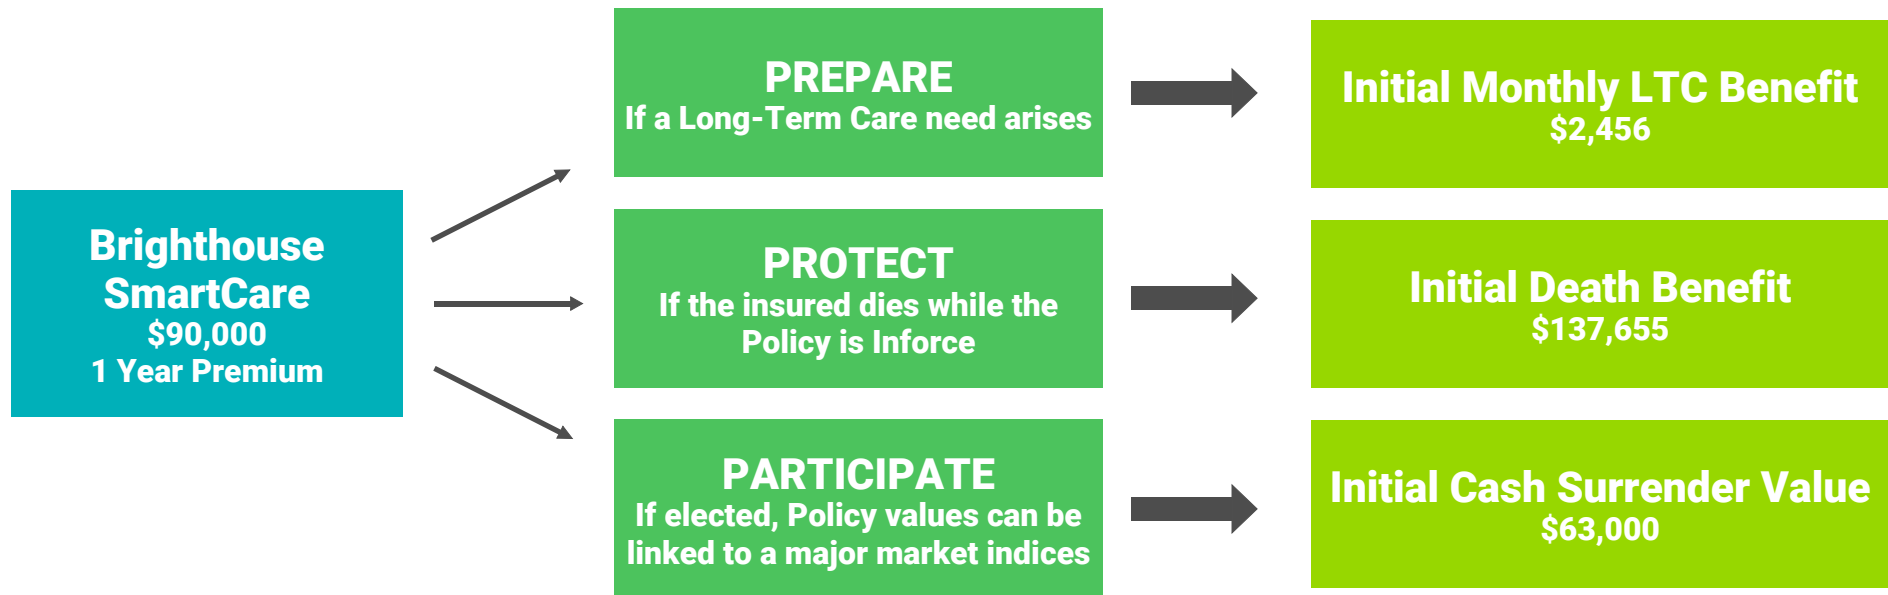 Brighthouse
SmartCare
$90,000
1 Year Premium
PREPARE
If a Long-Term Care need arises
Initial Monthly LTC Benefit
$2,456
PROTECT
If the insured dies while the
Policy is Inforce
Initial Death Benefit
$137,655
PARTICIPATE
If elected, Policy values can be
linked to a major market indices
Initial Cash Surrender Value
$63,000